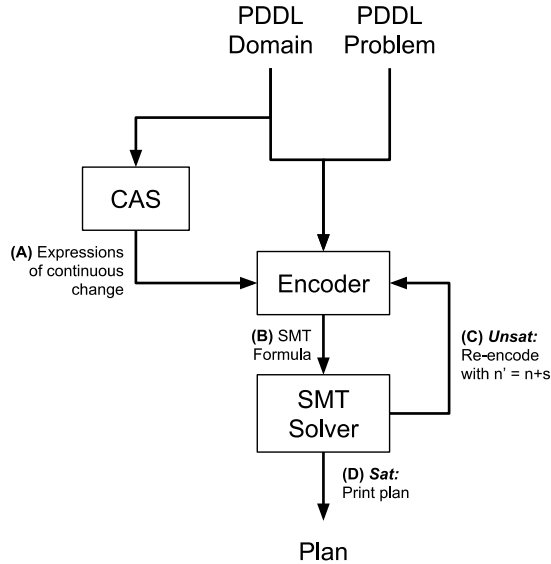 PDDL Domain
PDDL Problem
CAS
(A) Expressions
of continuous
change
Encoder
(B) SMT
Formula
(C) Unsat:
Re-encode
with n' = n+s
SMT
Solver
(D) Sat:
Print plan
Plan